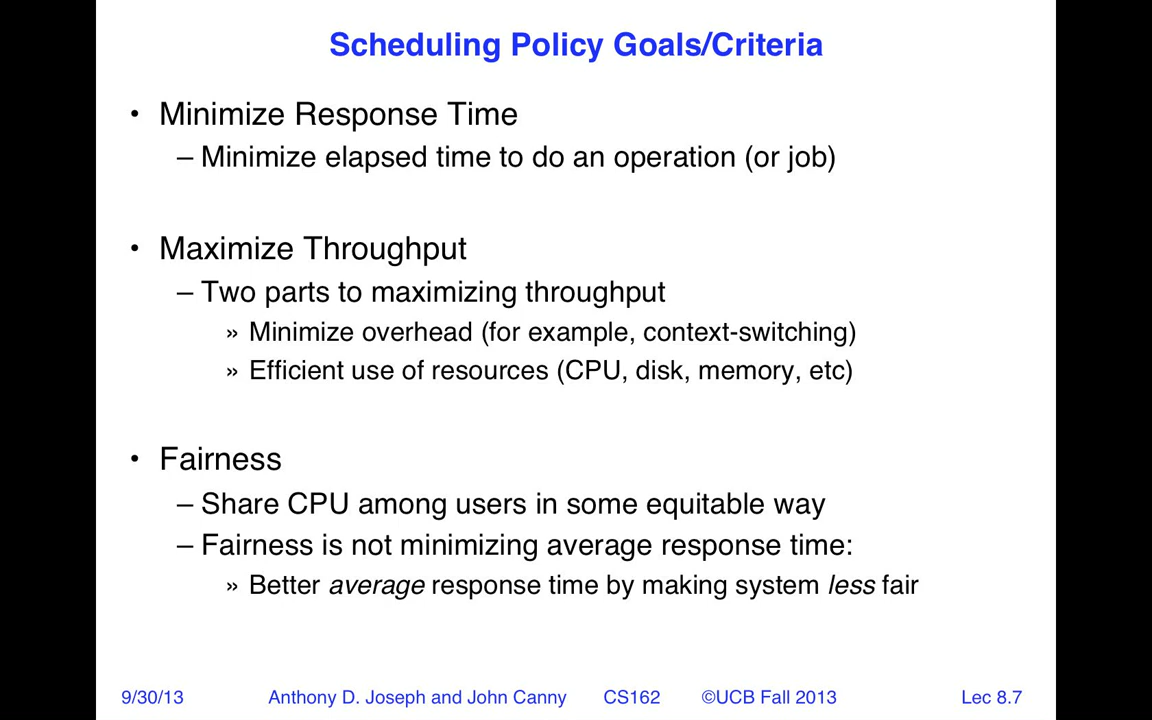 Scheduling Policy Goals/Criteria
• Minimize Response Time
– Minimize elapsed time to do an operation (or job)
• Maximize Throughput
– Two parts to maximizing throughput
» Minimize overhead (for example, context-switching)
» Efficient use of resources (CPU, disk, memory, etc)
• Fairness
– Share CPU among users in some equitable way
– Fairness is not minimizing average response time:
» Better average response time by making system less fair
9/30/13 Anthony D. Joseph and John Canny CS162 ©UCB Fall 2013 Lec 8.7